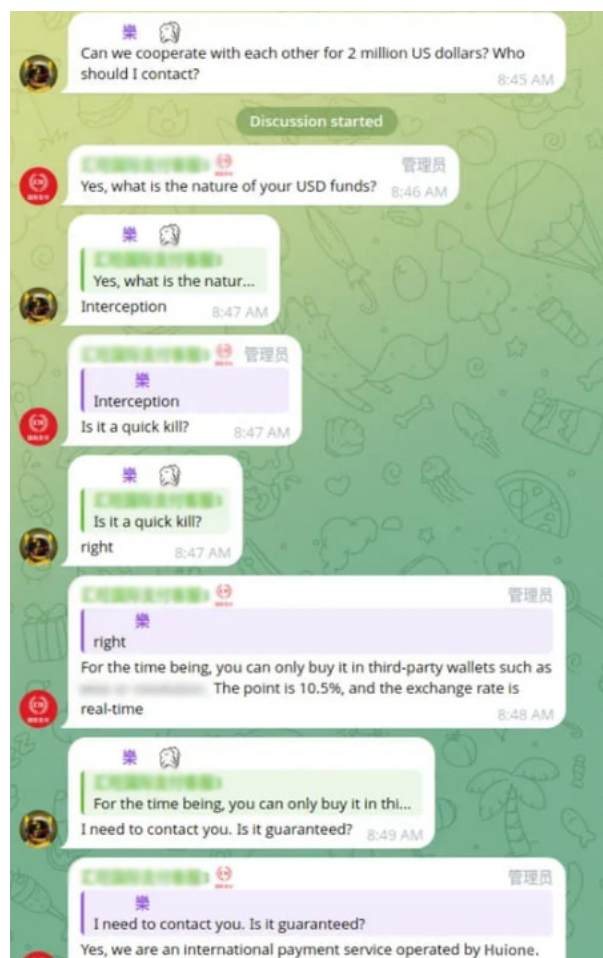 樂
Can we cooperate with each other for 2 million US dollars? Who
should I contact?
8:45 AM
Discussion started
管理员
Yes, what is the nature of your USD funds?
8:46 AM
樂
Yes, what is the natur...
Interception
8:47 AM
管理员
樂
Interception
Is it a quick kill?
8:47 AM
樂
Is it a quick kill?
right
8:47 AM
管理员
樂
right
For the time being, you can only buy it in third-party wallets such as
The point is 10.5%, and the exchange rate is
real-time
8:48 AM
樂
For the time being, you can only buy it in thi...
I need to contact you. Is it guaranteed?
8:49 AM
管理员
樂
I need to contact you. Is it guaranteed?
Yes, we are an international payment service operated by Huione.